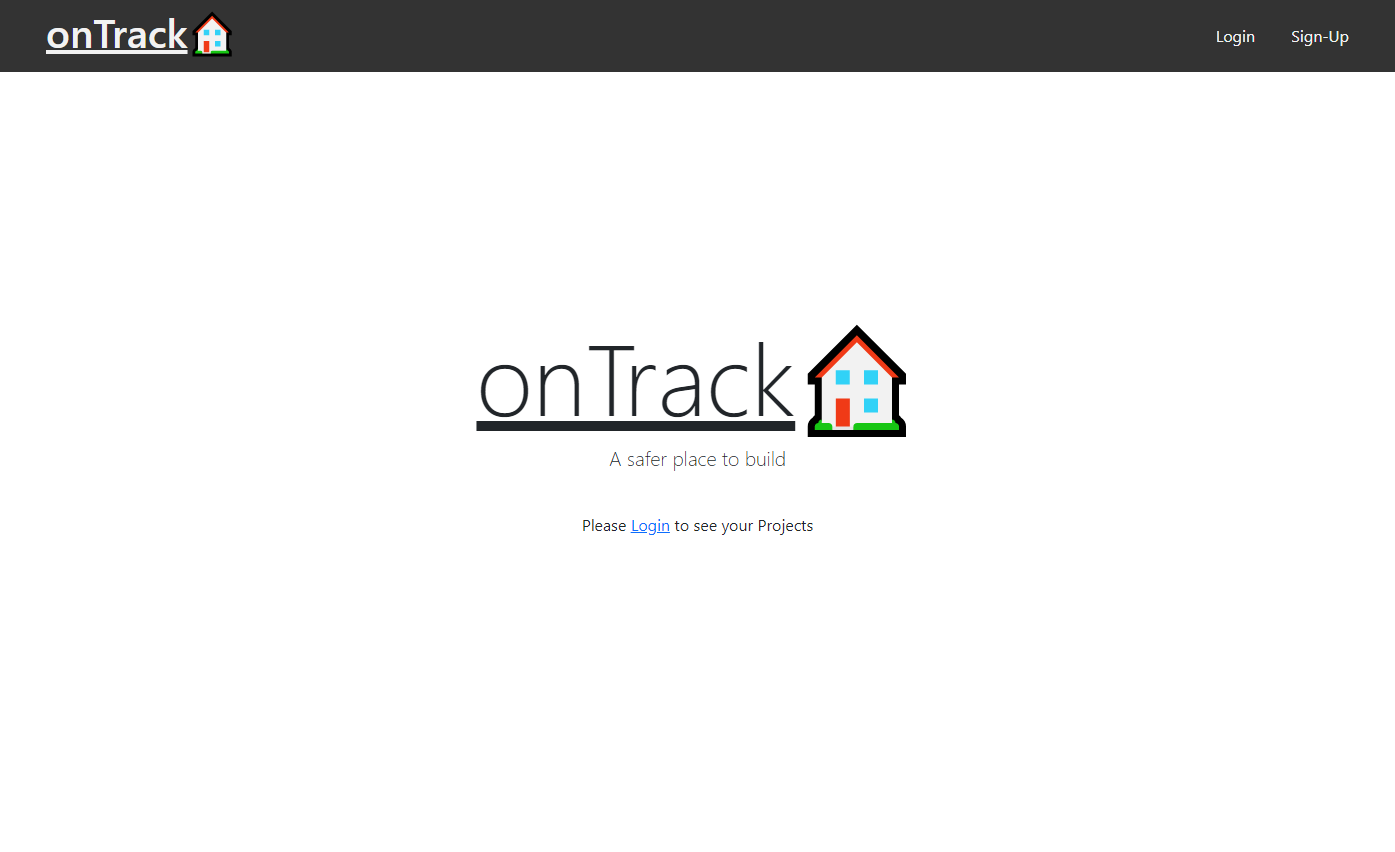 onTrack
Login
Sign-Up
onTrack
A safer place to build
Please Login to see your Projects